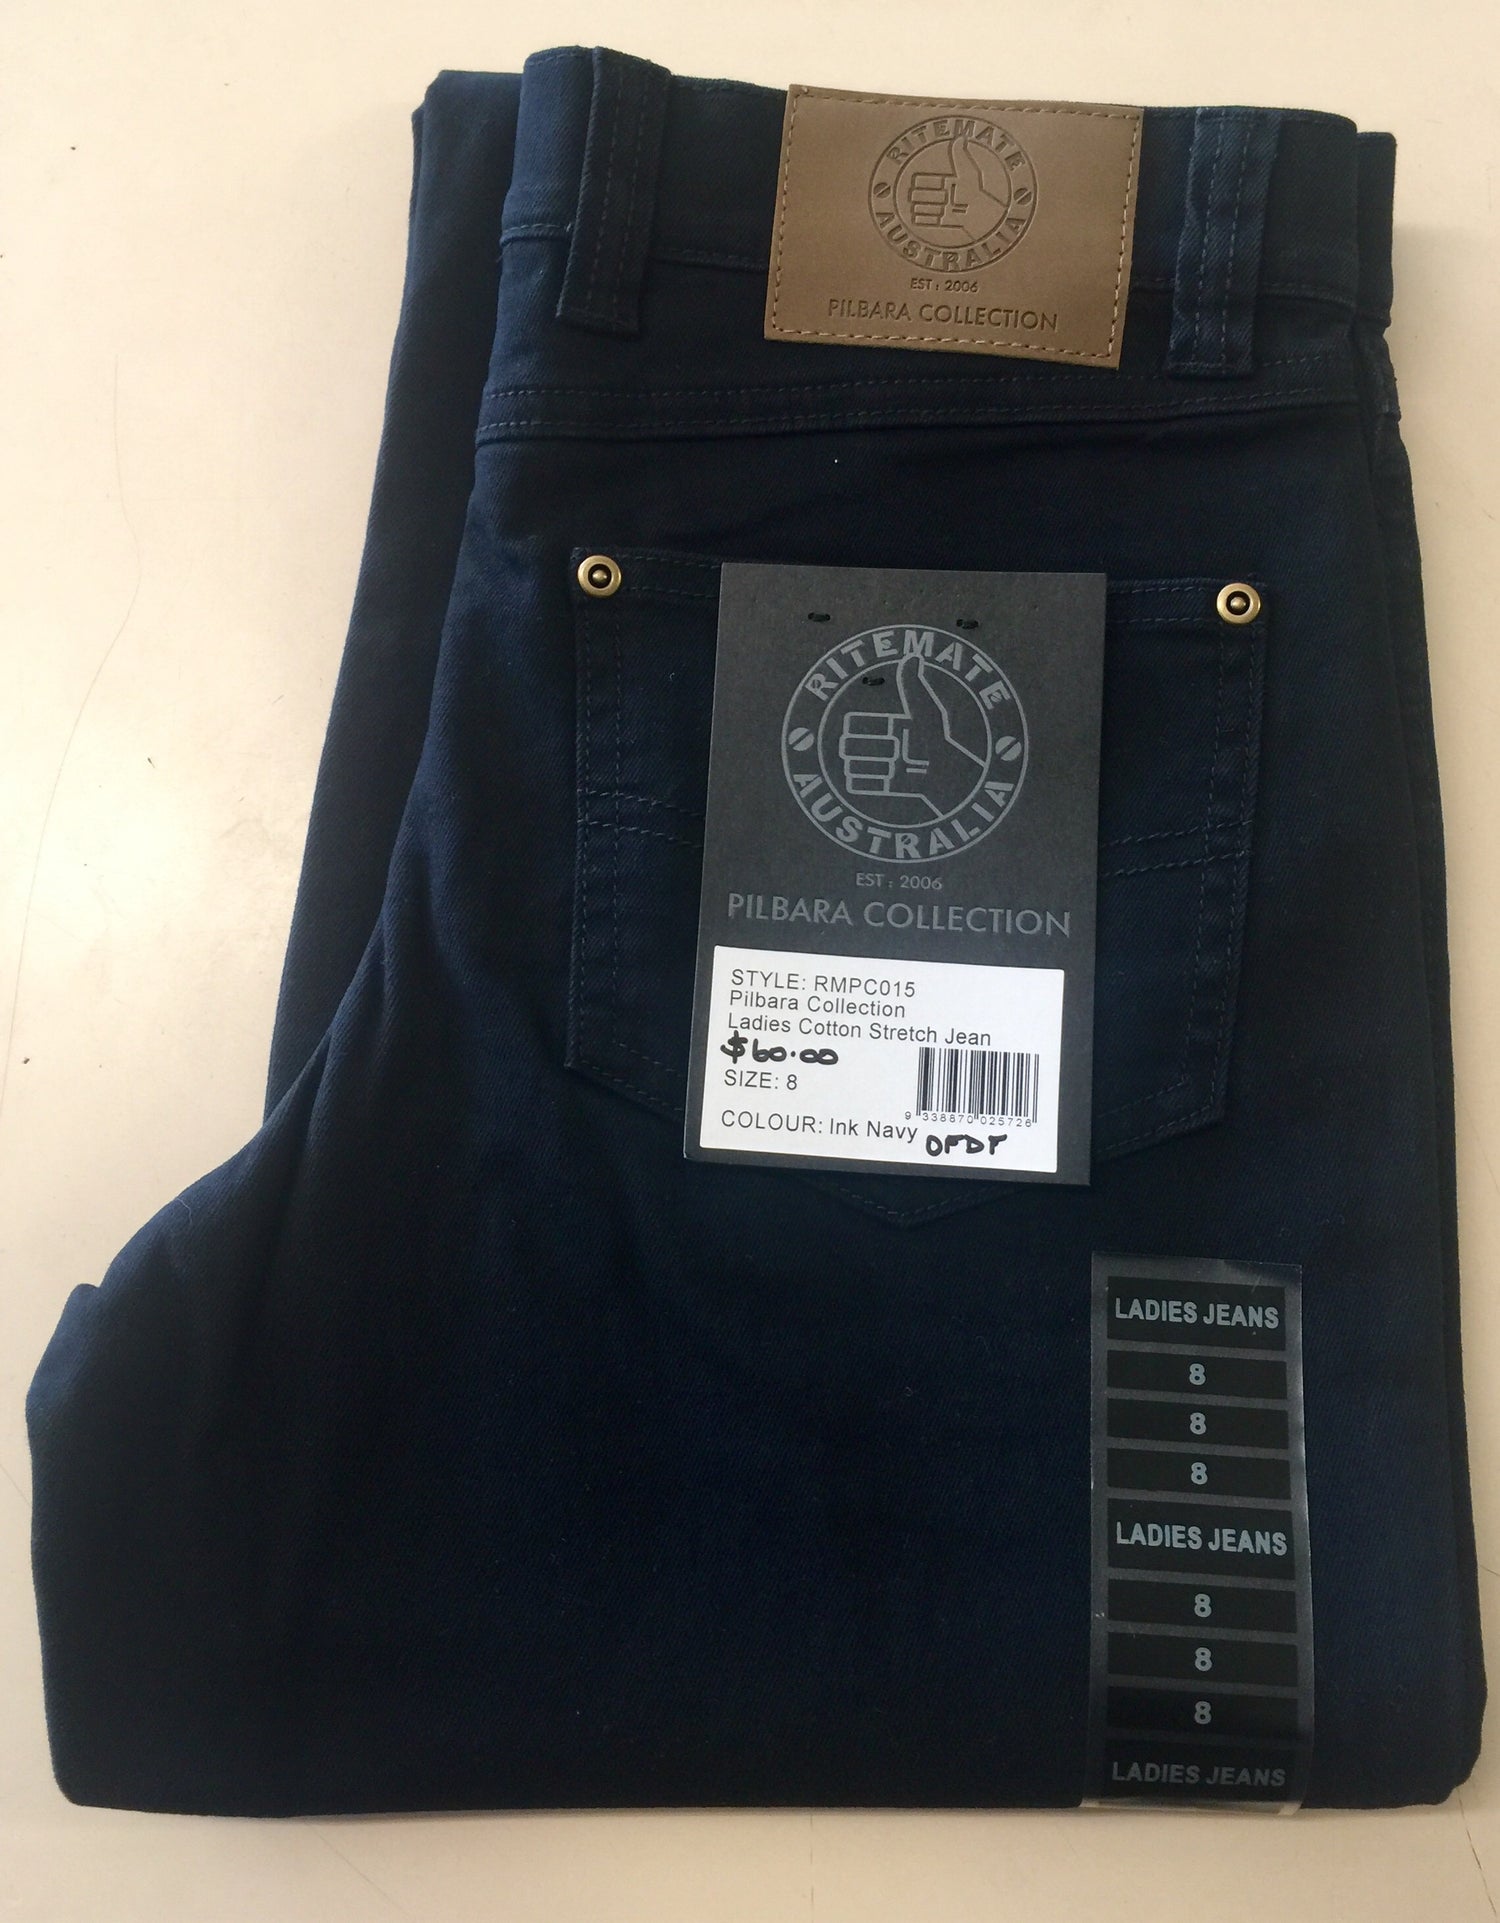 RITEMATE
AUSTRALIA
EST : 2006
PILBARA COLLECTION
RITEMATE
AUSTRALIA
EST : 2006
PILBARA COLLECTION
STYLE: RMPC015
Pilbara Collection
Ladies Cotton Stretch Jean
$60.00
SIZE: 8
9 338870 025726
COLOUR: Ink Navy
LADIES JEANS
8
8
8
LADIES JEANS
8
8
8
LADIES JEANS